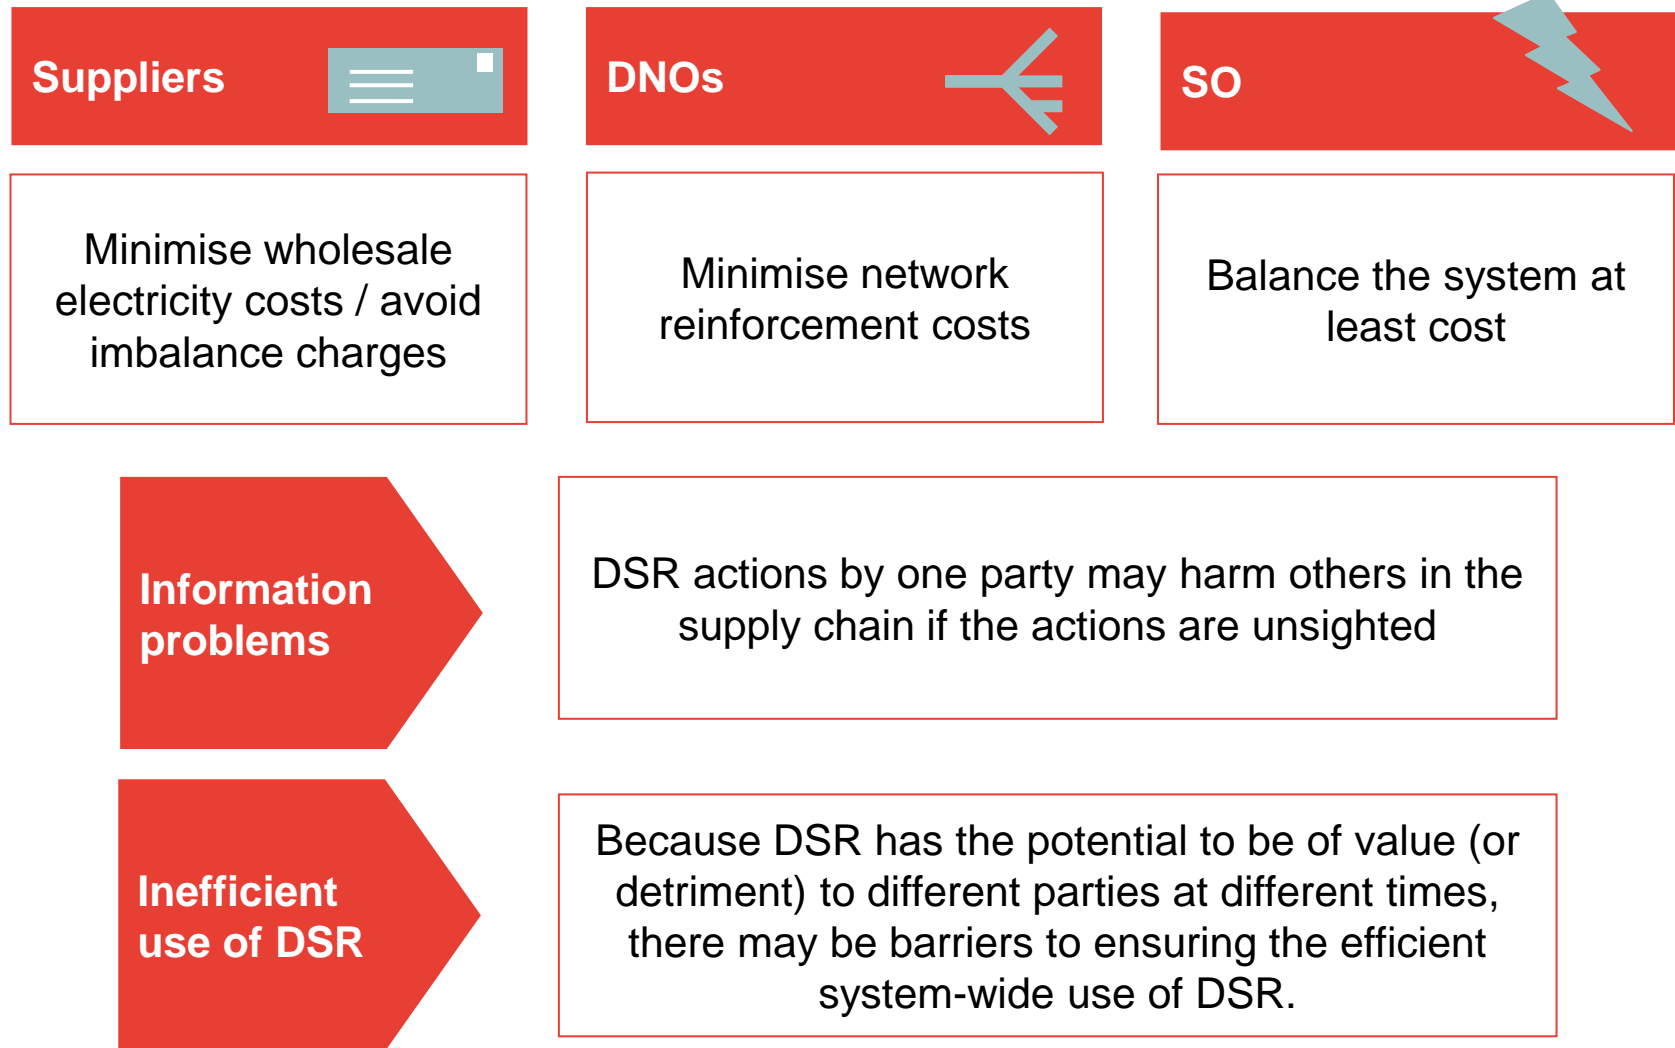 Suppliers
DNOs
SO
Minimise wholesale
electricity costs / avoid
imbalance charges
Minimise network
reinforcement costs
Balance the system at
least cost
Information
problems
DSR actions by one party may harm others in the
supply chain if the actions are unsighted
Inefficient
use of DSR
Because DSR has the potential to be of value (or
detriment) to different parties at different times,
there may be barriers to ensuring the efficient
system-wide use of DSR.